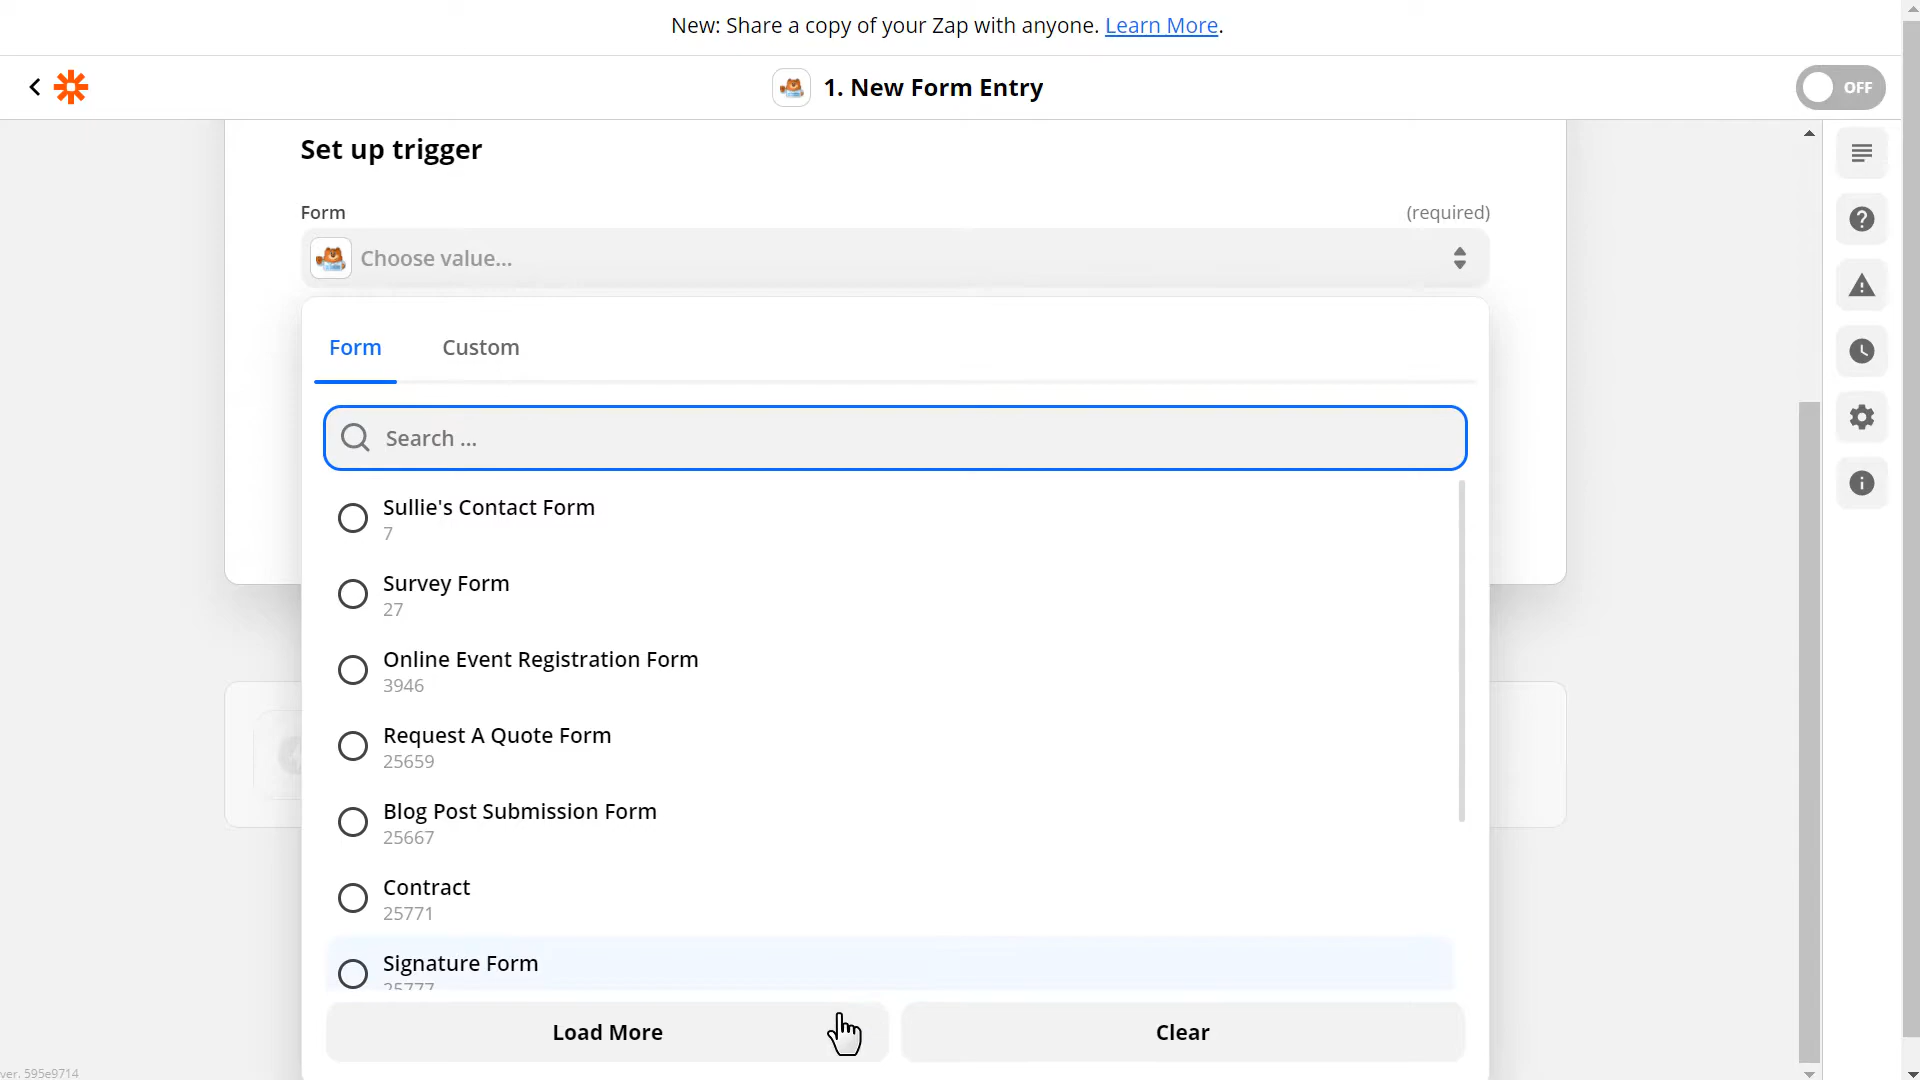 New: Share a copy of your Zap with anyone. Learn More.
1. New Form Entry
OFF
Set up trigger
Form (required)
Choose value...
Form Custom
Search ...
Sullie's Contact Form
7
Survey Form
27
Online Event Registration Form
3946
Request A Quote Form
25659
Blog Post Submission Form
25667
Contract
25771
Signature Form
25777
Load More Clear
ver. 595e9714